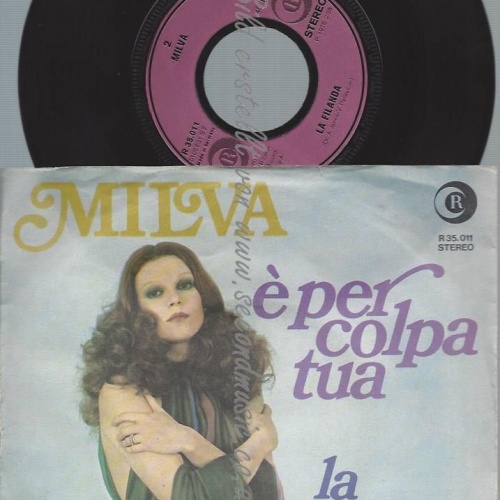 2
MILVA
STEREO
LA FILANDA
R 35.011
R
MILVA
R
R 35.011
STEREO
è per
colpa
tua
la